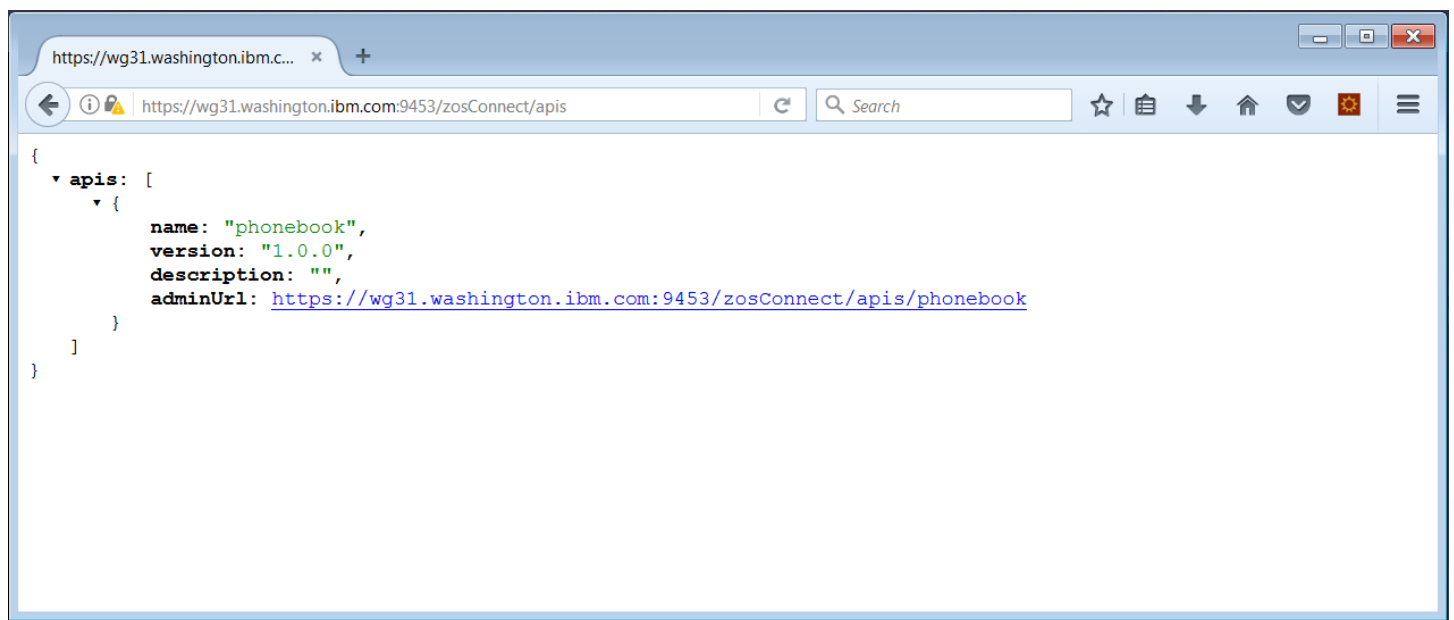 https://wg31.washington.ibm.c...
https://wg31.washington.ibm.com:9453/zosConnect/apis
Search
{
apis: [
{
name: "phonebook",
version: "1.0.0",
description: "",
adminUrl: https://wg31.washington.ibm.com:9453/zosConnect/apis/phonebook
}
]
}